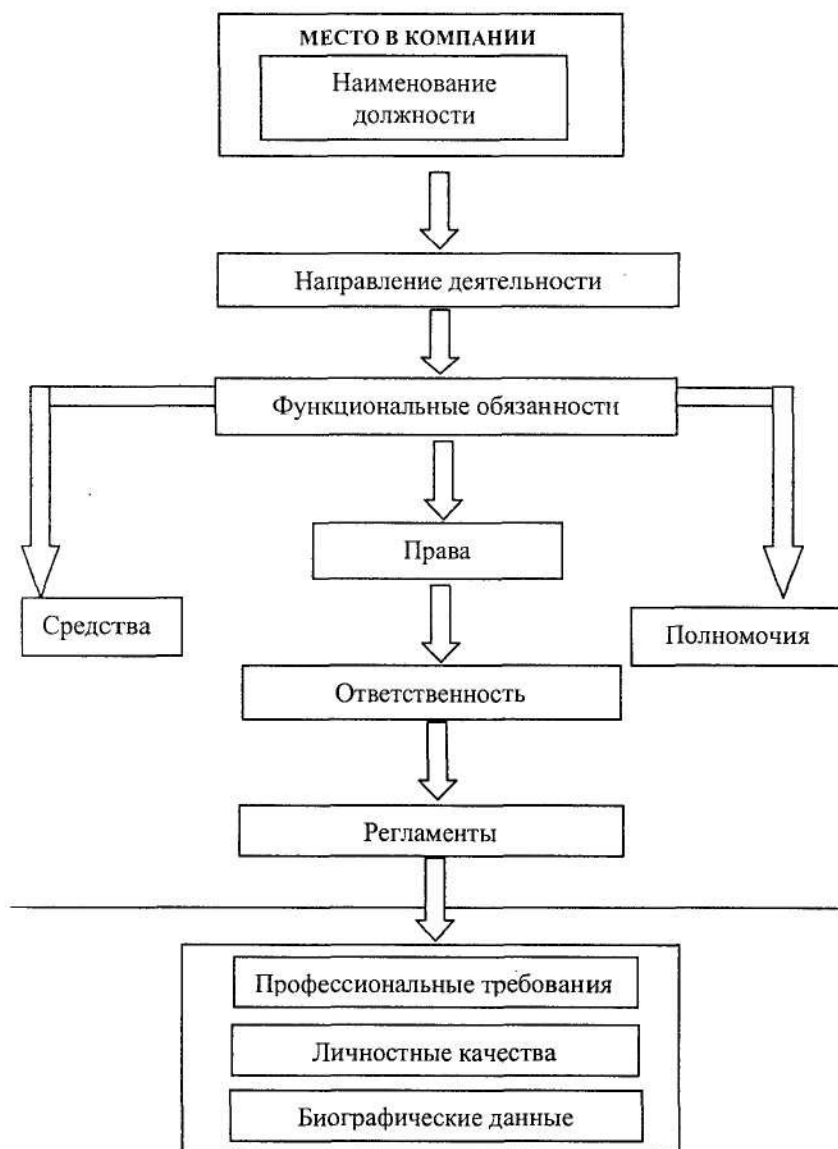 МЕСТО В КОМПАНИИ
Наименование
должности
Направление деятельности
Функциональные обязанности
Права
Средства
Полномочия
Ответственность
Регламенты
Профессиональные требования
Личностные качества
Биографические данные